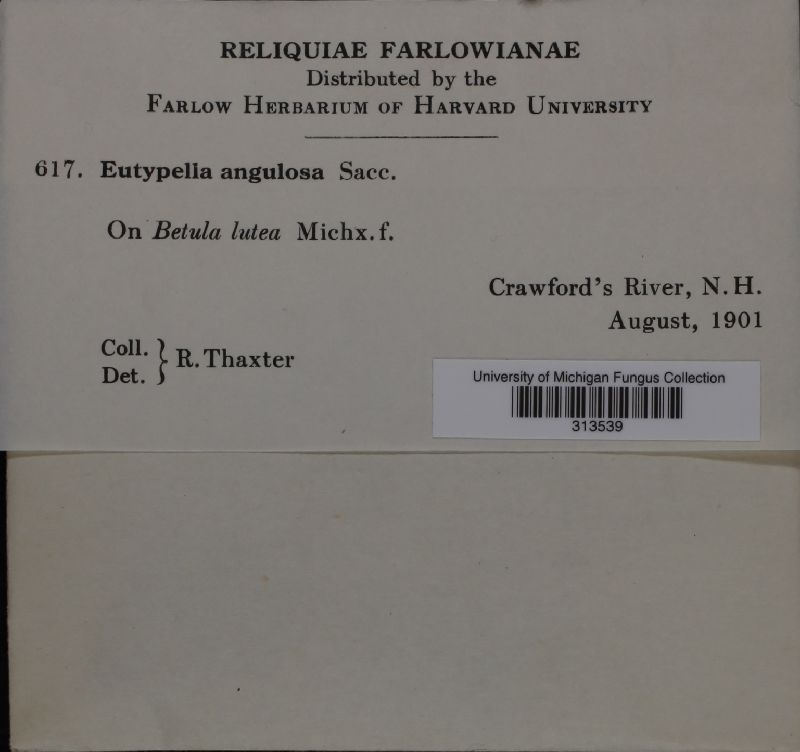 RELIQUIAE FARLOWIANAE
Distributed by the
FARLOW HERBARIUM OF HARVARD UNIVERSITY
617. Eutypella angulosa Sacc.
On Betula lutea Michx. f.
Crawford's River, N. H.
August, 1901
Coll.
Det. } R. Thaxter
University of Michigan Fungus Collection
313539